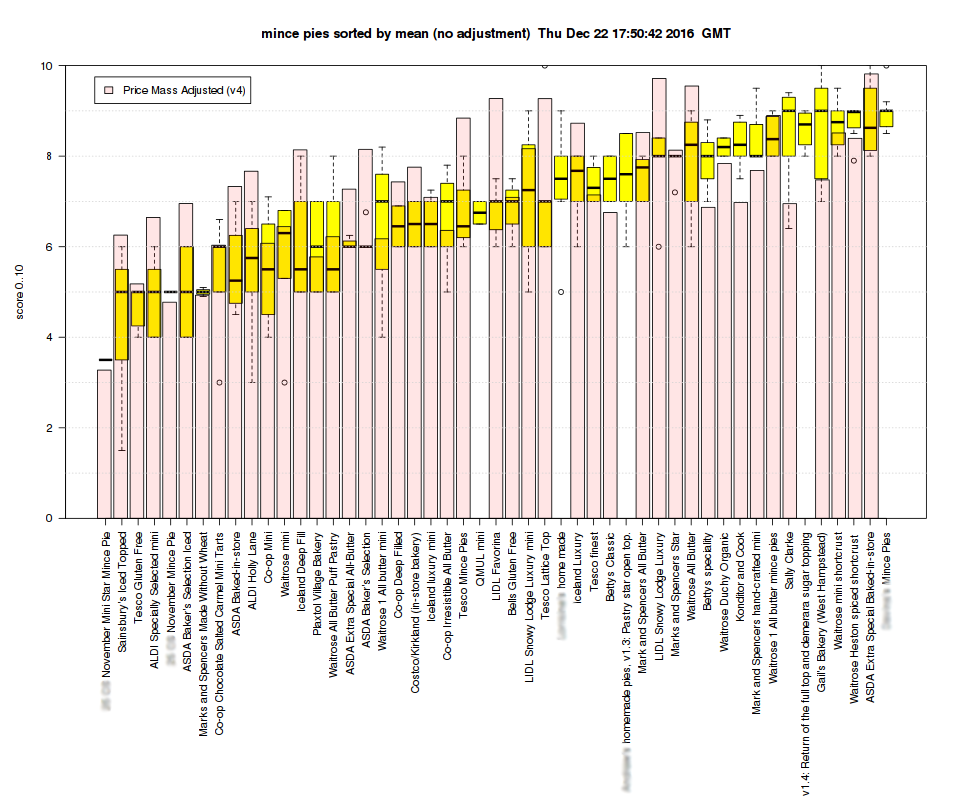 mince pies sorted by mean (no adjustment)  Thu Dec 22 17:50:42 2016  GMT
Price Mass Adjusted (v4)
score 0..10
10
8
6
4
2
0
November Mini Star Mince Pie
Sainsbury's Iced Topped
Tesco Gluten Free
ALDI Specially Selected mini
November Mince Pie
ASDA Baker's Selection Iced
Marks and Spencers Made Without Wheat
Co-op Chocolate Salted Carmel Mini Tarts
ASDA Baked-in-store
ALDI Holly Lane
Co-op Mini
Waitrose mini
Iceland Deep Fill
Plaxtol Village Bakery
Waitrose All Butter Puff Pastry
ASDA Extra Special All-Butter
ASDA Baker's Selection
Waitrose 1 All butter mini
Co-op Deep Filled
Costco/Kirkland (in-store bakery)
Iceland luxury mini
Co-op Irresistible All Butter
Tesco Mince Pies
QMUL mini
LIDL Favorina
Bells Gluten Free
LIDL Snowy Lodge Luxury mini
Tesco Lattice Top
home made
Iceland Luxury
Tesco finest
Bettys Classic
homemade pies, v1.3: Pastry star open top.
Mark and Spencers All Butter
LIDL Snowy Lodge Luxury
Marks and Spencers Star
Waitrose All Butter
Bettys speciality
Waitrose Duchy Organic
Konditor and Cook
Mark and Spencers hand-crafted mini
Waitrose 1 All butter mince pies
Sally Clarke
v1.4: Return of the full top and demerara sugar topping
Gail's Bakery (West Hampstead)
Waitrose mini shortcrust
Waitrose Heston spiced shortcrust
ASDA Extra Special Baked-in-store
Mince Pies